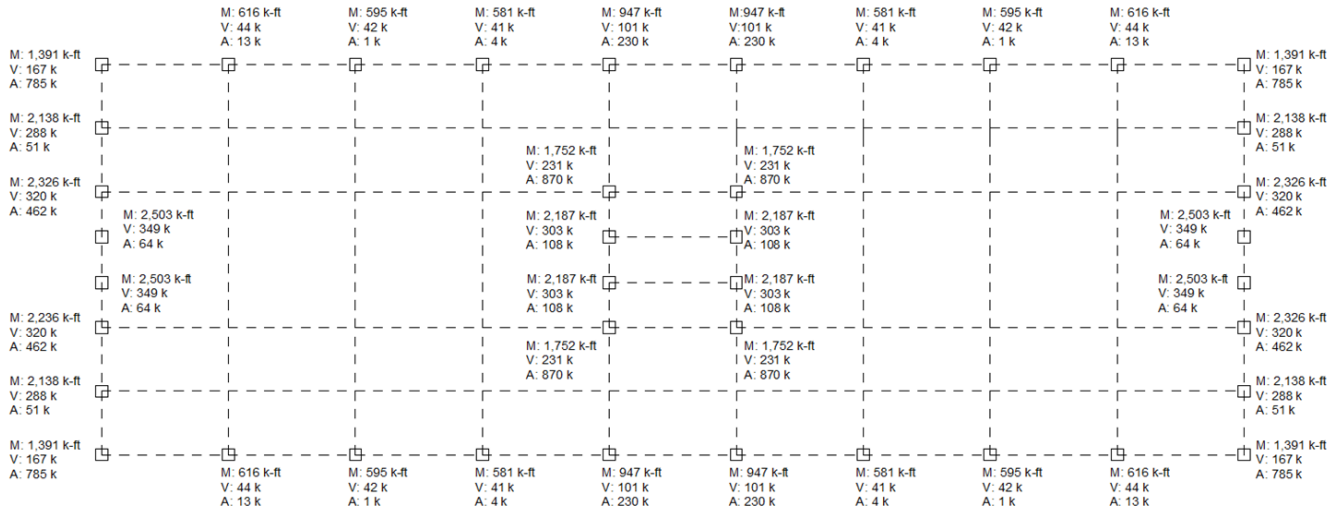 M: 616 k-ft
V: 44 k
A: 13 k
M: 595 k-ft
V: 42 k
A: 1 k
M: 581 k-ft
V: 41 k
A: 4 k
M: 947 k-ft
V: 101 k
A: 230 k
M:947 k-ft
V:101 k
A: 230 k
M: 581 k-ft
V: 41 k
A: 4 k
M: 595 k-ft
V: 42 k
A: 1 k
M: 616 k-ft
V: 44 k
A: 13 k
M: 1,391 k-ft
V: 167 k
A: 785 k
M: 1,391 k-ft
V: 167 k
A: 785 k
M: 2,138 k-ft
V: 288 k
A: 51 k
M: 2,138 k-ft
V: 288 k
A: 51 k
M: 1,752 k-ft
V: 231 k
A: 870 k
M: 1,752 k-ft
V: 231 k
A: 870 k
M: 2,326 k-ft
V: 320 k
A: 462 k
M: 2,326 k-ft
V: 320 k
A: 462 k
M: 2,503 k-ft
V: 349 k
A: 64 k
M: 2,187 k-ft
V: 303 k
A: 108 k
M: 2,187 k-ft
V: 303 k
A: 108 k
M: 2,503 k-ft
V: 349 k
A: 64 k
M: 2,503 k-ft
V: 349 k
A: 64 k
M: 2,187 k-ft
V: 303 k
A: 108 k
M: 2,187 k-ft
V: 303 k
A: 108 k
M: 2,503 k-ft
V: 349 k
A: 64 k
M: 2,236 k-ft
V: 320 k
A: 462 k
M: 1,752 k-ft
V: 231 k
A: 870 k
M: 1,752 k-ft
V: 231 k
A: 870 k
M: 2,326 k-ft
V: 320 k
A: 462 k
M: 2,138 k-ft
V: 288 k
A: 51 k
M: 2,138 k-ft
V: 288 k
A: 51 k
M: 1,391 k-ft
V: 167 k
A: 785 k
M: 1,391 k-ft
V: 167 k
A: 785 k
M: 616 k-ft
V: 44 k
A: 13 k
M: 595 k-ft
V: 42 k
A: 1 k
M: 581 k-ft
V: 41 k
A: 4 k
M: 947 k-ft
V: 101 k
A: 230 k
M: 947 k-ft
V: 101 k
A: 230 k
M: 581 k-ft
V: 41 k
A: 4 k
M: 595 k-ft
V: 42 k
A: 1 k
M: 616 k-ft
V: 44 k
A: 13 k